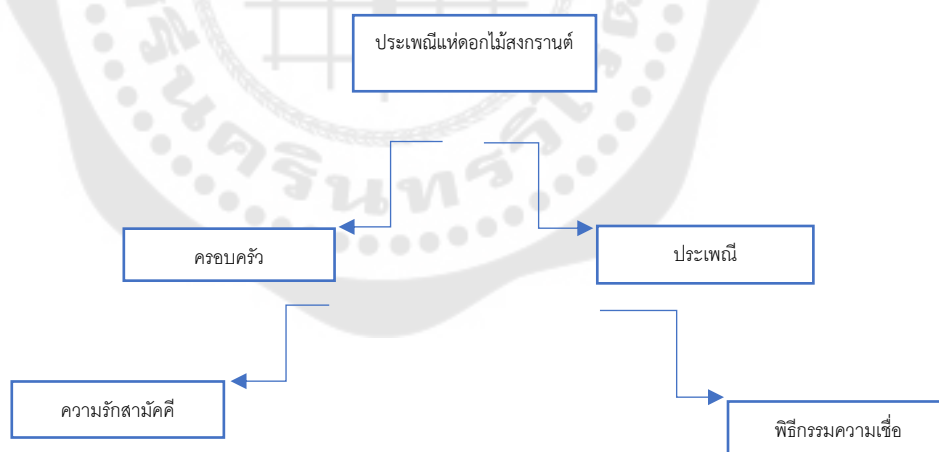 ประเพณีแห่ดอกไม้สงกรานต์
ครอบครัว
ประเพณี
ความรักสามัคคี
พิธีกรรมความเชื่อ